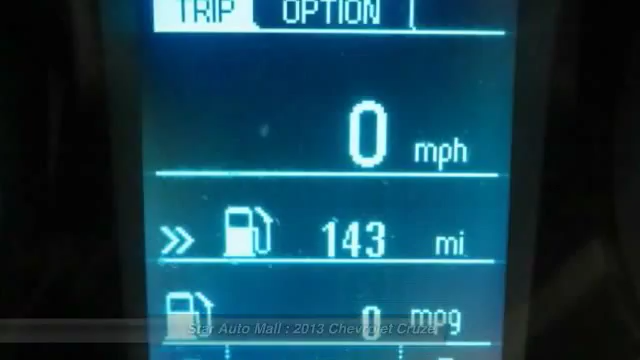 TRIP OPTION
0 mph
143 mi
0 mpg
Star Auto Mall : 2013 Chevrolet Cruze